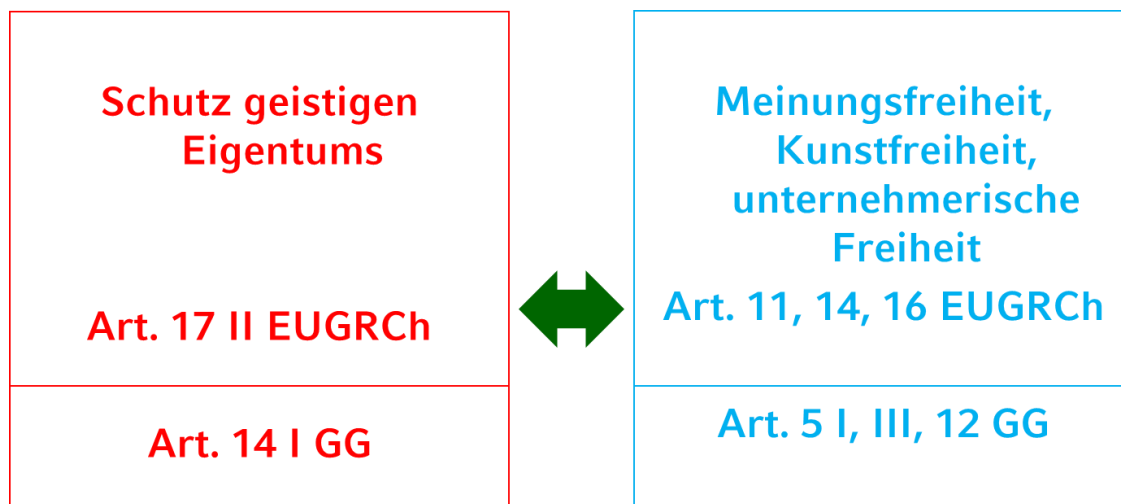 Schutz geistigen
Eigentums
Art. 17 II EUGRCh
Art. 14 I GG
Meinungsfreiheit,
Kunstfreiheit,
unternehmerische
Freiheit
Art. 11, 14, 16 EUGRCh
Art. 5 I, III, 12 GG